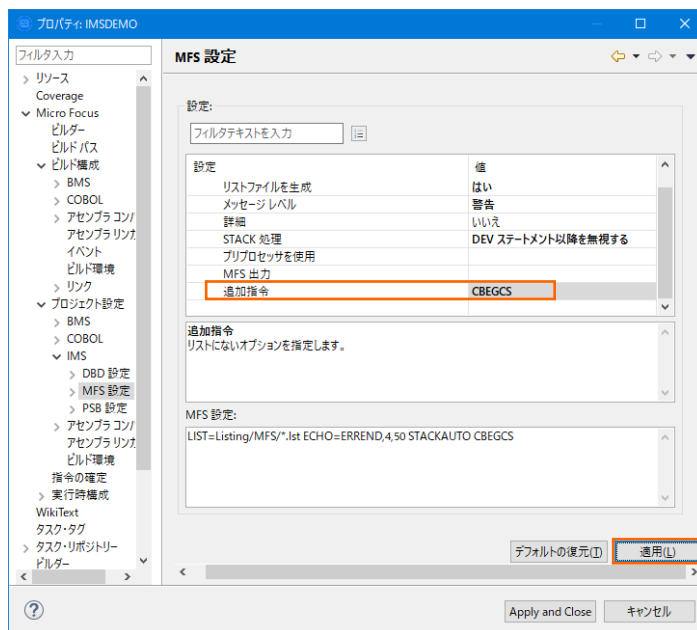 プロパティ: IMSDEMO
フィルタ入力
リソース
Coverage
Micro Focus
ビルダー
ビルド パス
ビルド構成
BMS
COBOL
アセンブラ コンパ
アセンブラ リンカ
イベント
ビルド環境
リンク
プロジェクト設定
BMS
COBOL
IMS
DBD 設定
MFS 設定
PSB 設定
アセンブラ コンパ
アセンブラ リンカ
ビルド環境
指令の確定
実行時構成
WikiText
タスク・タグ
タスク・リポジトリー
ビルダー
MFS 設定
設定:
フィルタテキストを入力
設定 値
リストファイルを生成 はい
メッセージ レベル 警告
詳細 いいえ
STACK 処理 DEV ステートメント以降を無視する
プリプロセッサを使用
MFS 出力
追加指令 CBEGCS
追加指令
リストにないオプションを指定します。
MFS 設定:
LIST=Listing/MFS/*.lst ECHO=ERREND,4,50 STACKAUTO CBEGCS
デフォルトの復元(T) 適用(L)
Apply and Close キャンセル